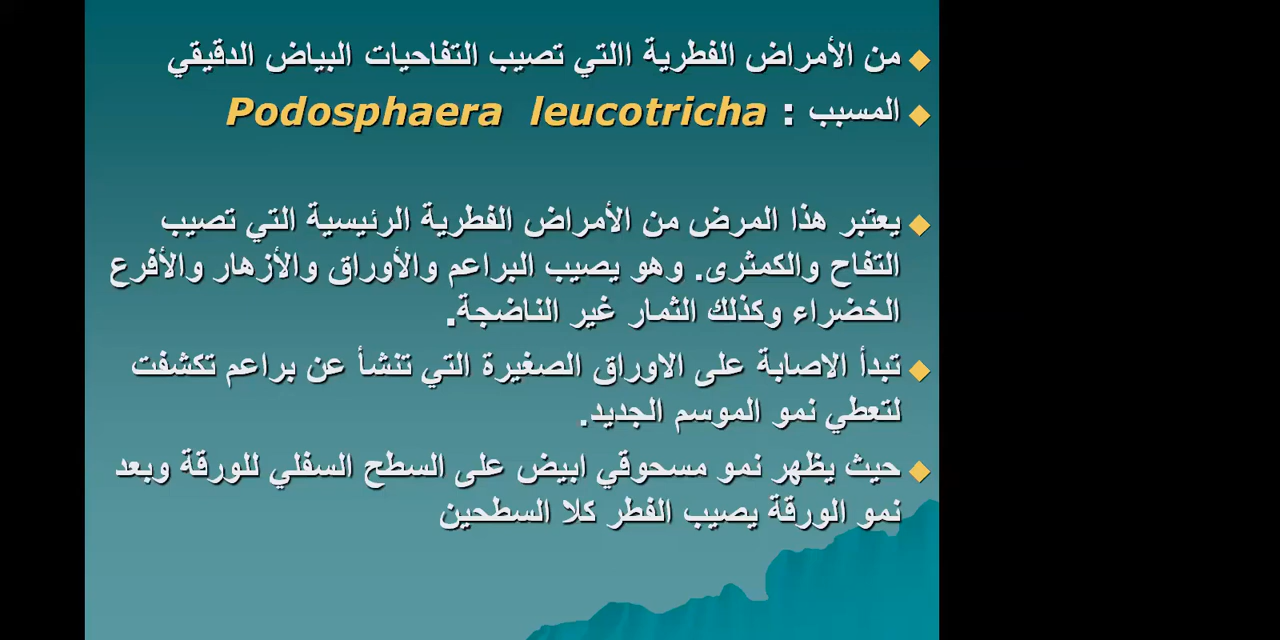 من الأمراض الفطرية االتي تصيب التفاحيات البياض الدقيقي
المسبب : Podosphaera leucotricha
يعتبر هذا المرض من الأمراض الفطرية الرئيسية التي تصيب
التفاح والكمثرى. وهو يصيب البراعم والأوراق والأزهار والأفرع
الخضراء وكذلك الثمار غير الناضجة.
تبدأ الاصابة على الاوراق الصغيرة التي تنشأ عن براعم تكشفت
لتعطي نمو الموسم الجديد.
حيث يظهر نمو مسحوقي ابيض على السطح السفلي للورقة وبعد
نمو الورقة يصيب الفطر كلا السطحين